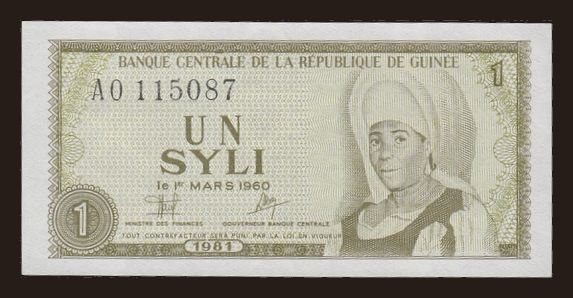 BANQUE CENTRALE DE LA RÉPUBLIQUE DE GUINÉE
1
AO 115087
UN
SYLI
le 1er MARS 1960
MINISTRE DES FINANCES GOUVERNEUR BANQUE CENTRALE
TOUT CONTREFACTEUR SERA PUNI PAR LA LOI EN VIGUEUR
1
1981